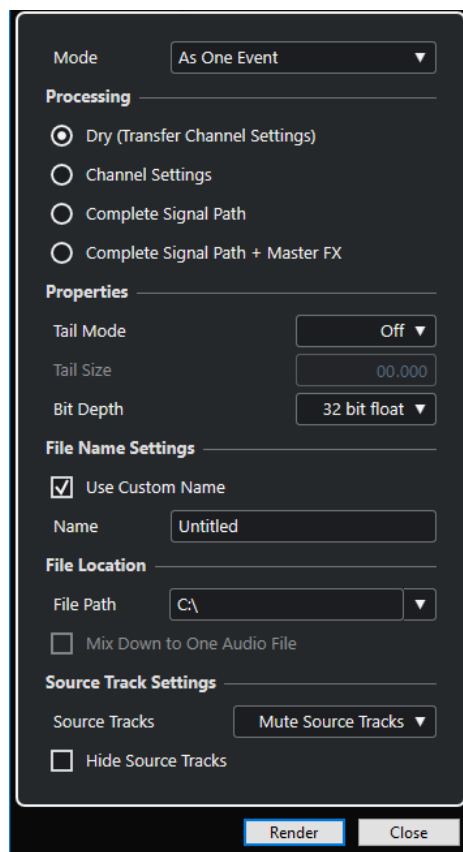 Mode As One Event
Processing
Dry (Transfer Channel Settings)
Channel Settings
Complete Signal Path
Complete Signal Path + Master FX
Properties
Tail Mode Off
Tail Size 00.000
Bit Depth 32 bit float
File Name Settings
Use Custom Name
Name Untitled
File Location
File Path C:\
Mix Down to One Audio File
Source Track Settings
Source Tracks Mute Source Tracks
Hide Source Tracks
Render Close